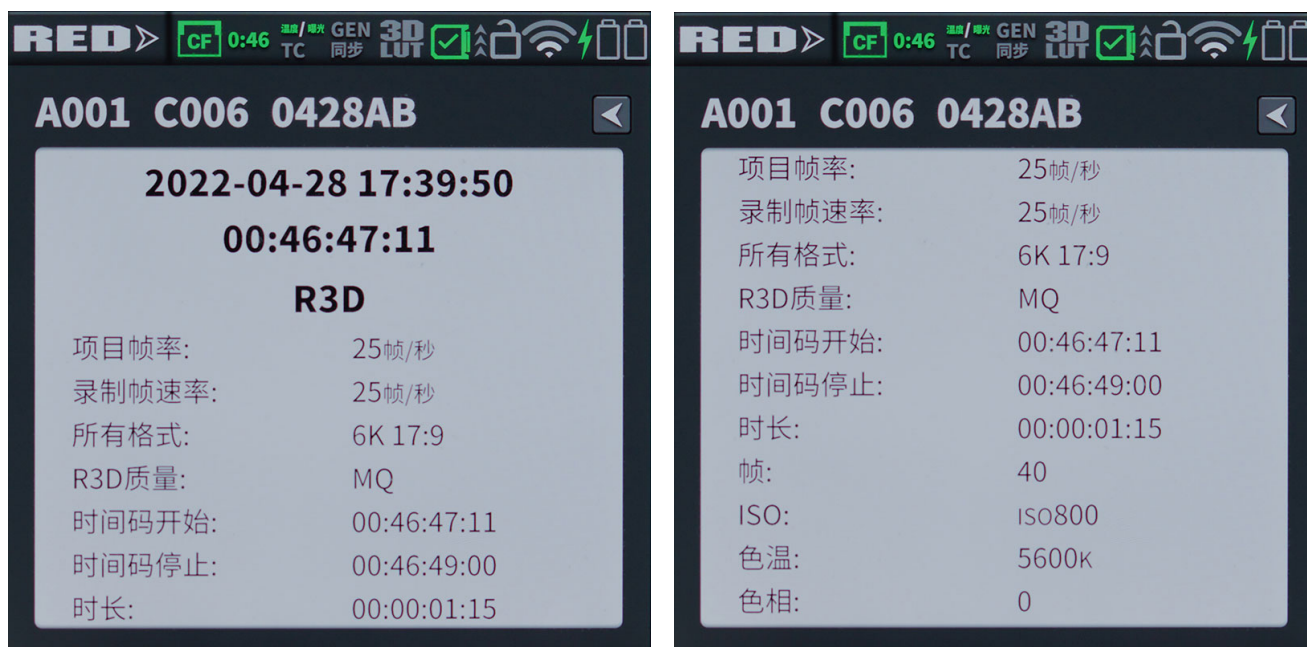 RED
CF 0:46 温度/曝光 TC GEN 同步 3D LUT
A001 C006 0428AB
2022-04-28 17:39:50
00:46:47:11
R3D
项目帧率: 25帧/秒
录制帧速率: 25帧/秒
所有格式: 6K 17:9
R3D质量: MQ
时间码开始: 00:46:47:11
时间码停止: 00:46:49:00
时长: 00:00:01:15
RED
CF 0:46 温度/曝光 TC GEN 同步 3D LUT
A001 C006 0428AB
项目帧率: 25帧/秒
录制帧速率: 25帧/秒
所有格式: 6K 17:9
R3D质量: MQ
时间码开始: 00:46:47:11
时间码停止: 00:46:49:00
时长: 00:00:01:15
帧: 40
ISO: ISO800
色温: 5600K
色相: 0